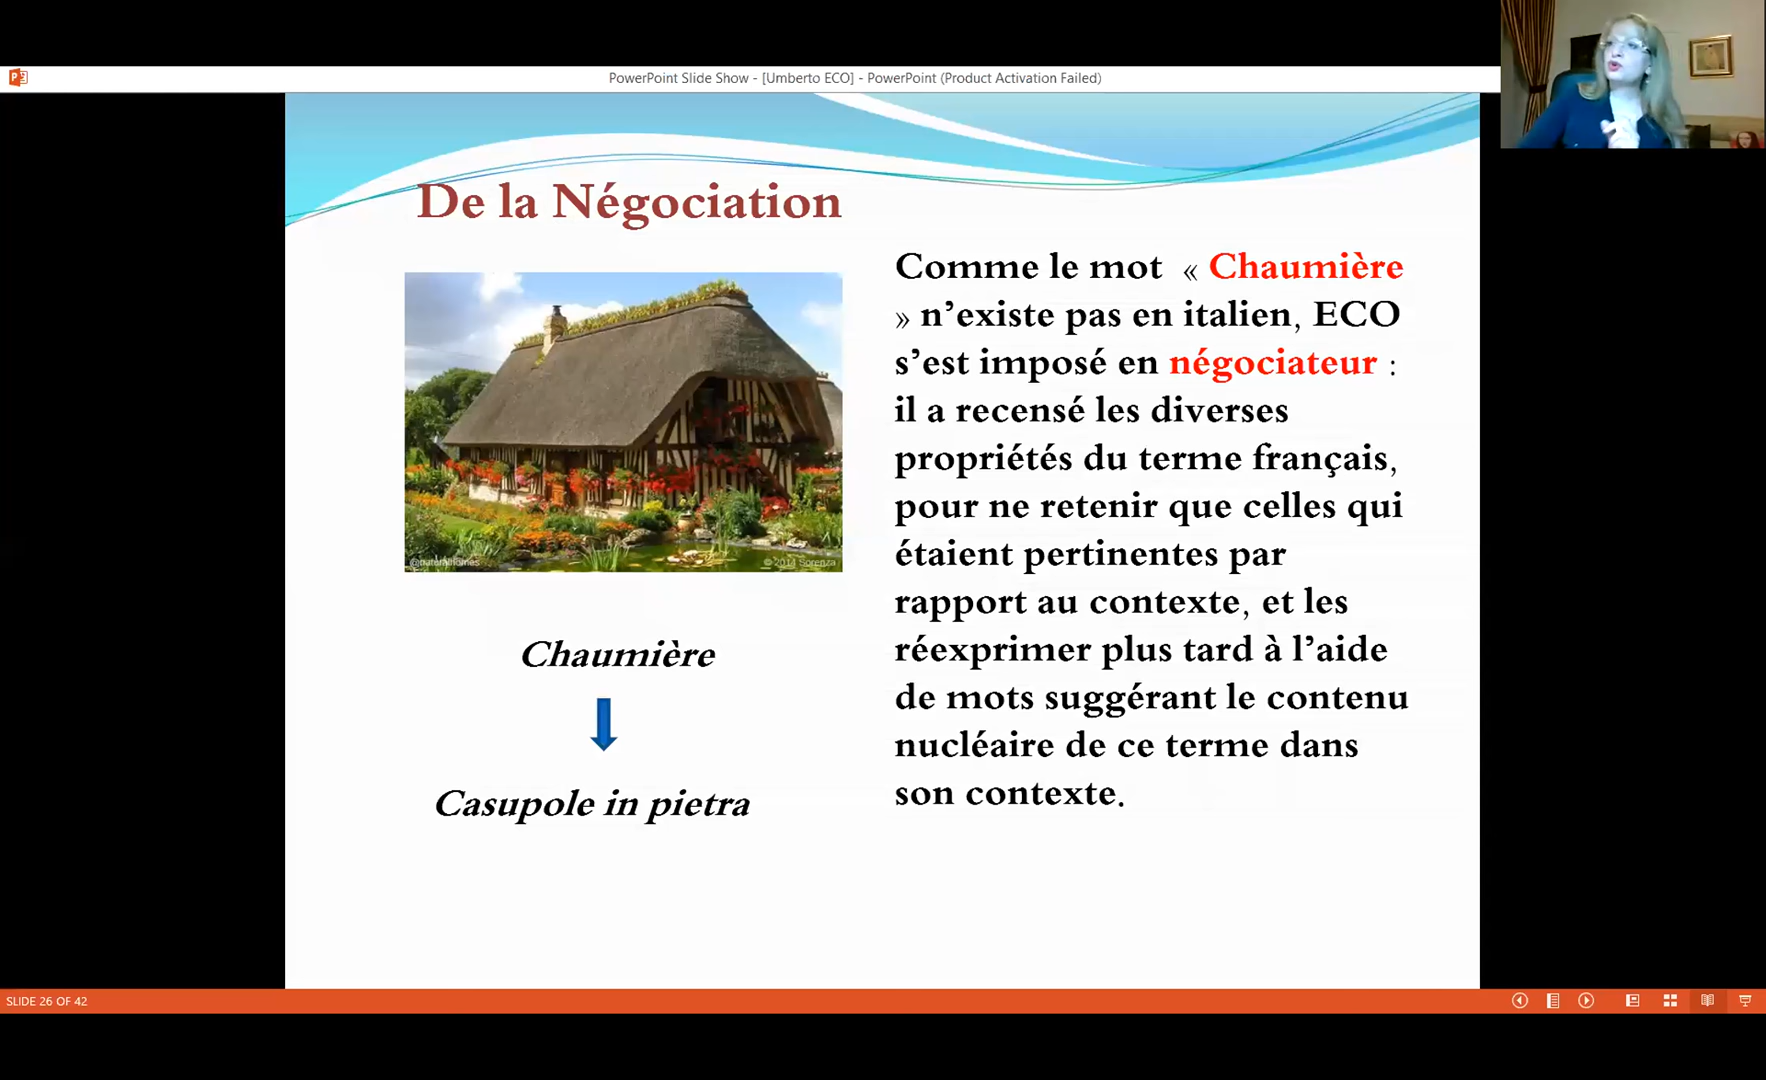 PowerPoint Slide Show - [Umberto ECO] - PowerPoint (Product Activation Failed)
De la Négociation
@naturalhomes
© 2014 Sorenza
Chaumière
Casupole in pietra
Comme le mot « Chaumière
» n’existe pas en italien, ECO
s’est imposé en négociateur :
il a recensé les diverses
propriétés du terme français,
pour ne retenir que celles qui
étaient pertinentes par
rapport au contexte, et les
réexprimer plus tard à l’aide
de mots suggérant le contenu
nucléaire de ce terme dans
son contexte.
SLIDE 26 OF 42